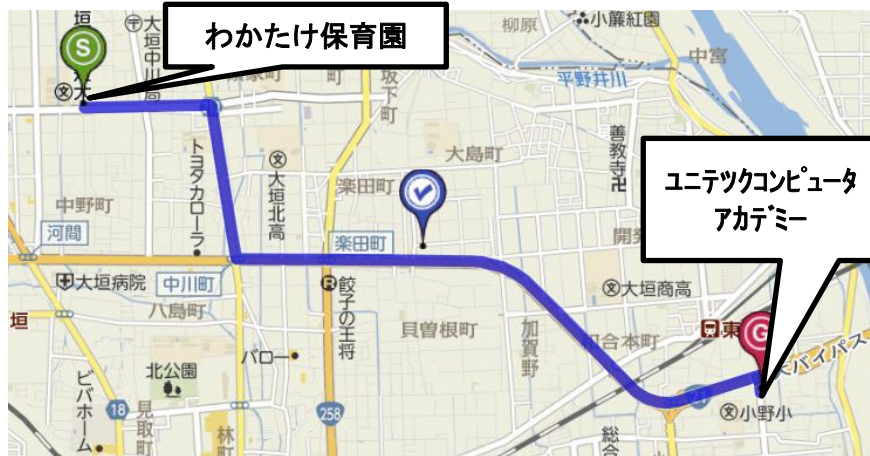 わかたけ保育園
ユニテックコンピュータ
アカデミー
S
G
柳原
小簾紅園
中宮
平野井川
大垣中川局
坂下町
大島町
善教寺
トヨタカローラ
大垣北高
楽田町
中野町
河間
楽田町
大垣病院
中川町
八島町
餃子の王将
貝曽根町
加賀野
大垣商高
バイパス
北公園
バロー
ビバホーム
18
見取町
林町
258
小野小